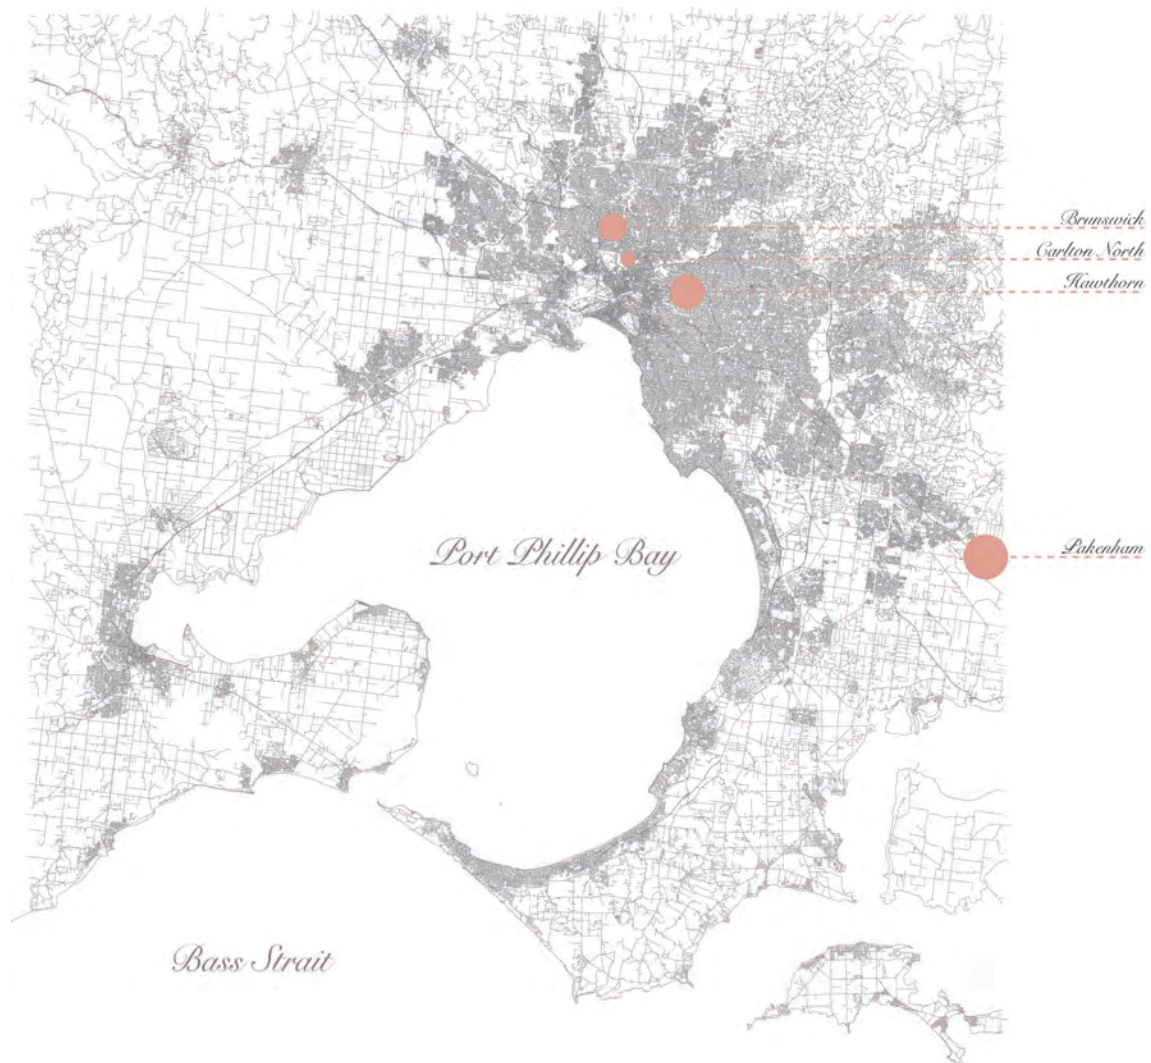 Brunswick
Carlton North
Hawthorn
Port Phillip Bay
Pakenham
Bass Strait